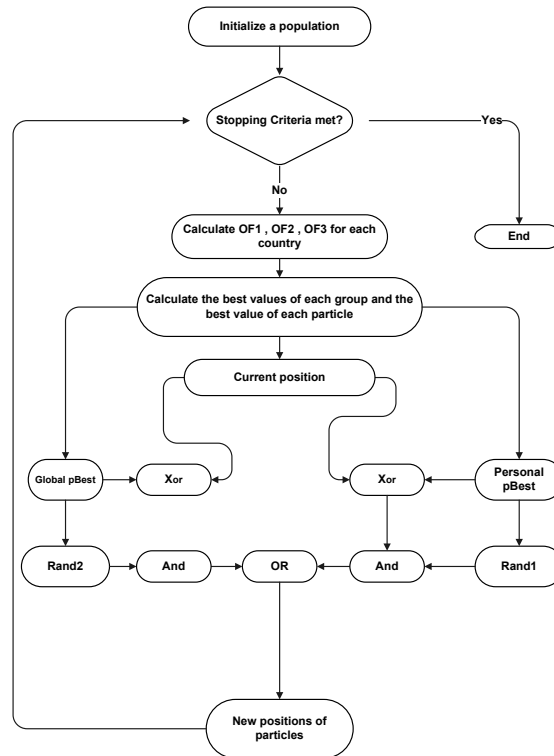 Initialize a population
Stopping Criteria met?
Yes
No
End
Calculate OF1 , OF2 , OF3 for each
country
Calculate the best values of each group and the
best value of each particle
Current position
Global pBest
Xor
Xor
Personal
pBest
Rand2
And
OR
And
Rand1
New positions of
particles